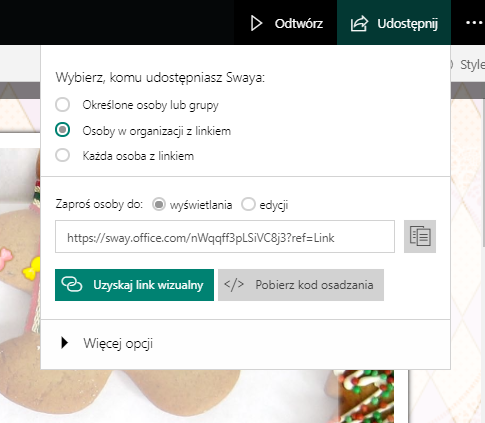 Odtwórz
Udostępnij
Style
Wybierz, komu udostępniasz Swaya:
Określone osoby lub grupy
Osoby w organizacji z linkiem
Każda osoba z linkiem
Zaproś osoby do: wyświetlania edycji
https://sway.office.com/nWqqff3pLSiVC8j3?ref=Link
Uzyskaj link wizualny
</> Pobierz kod osadzania
Więcej opcji